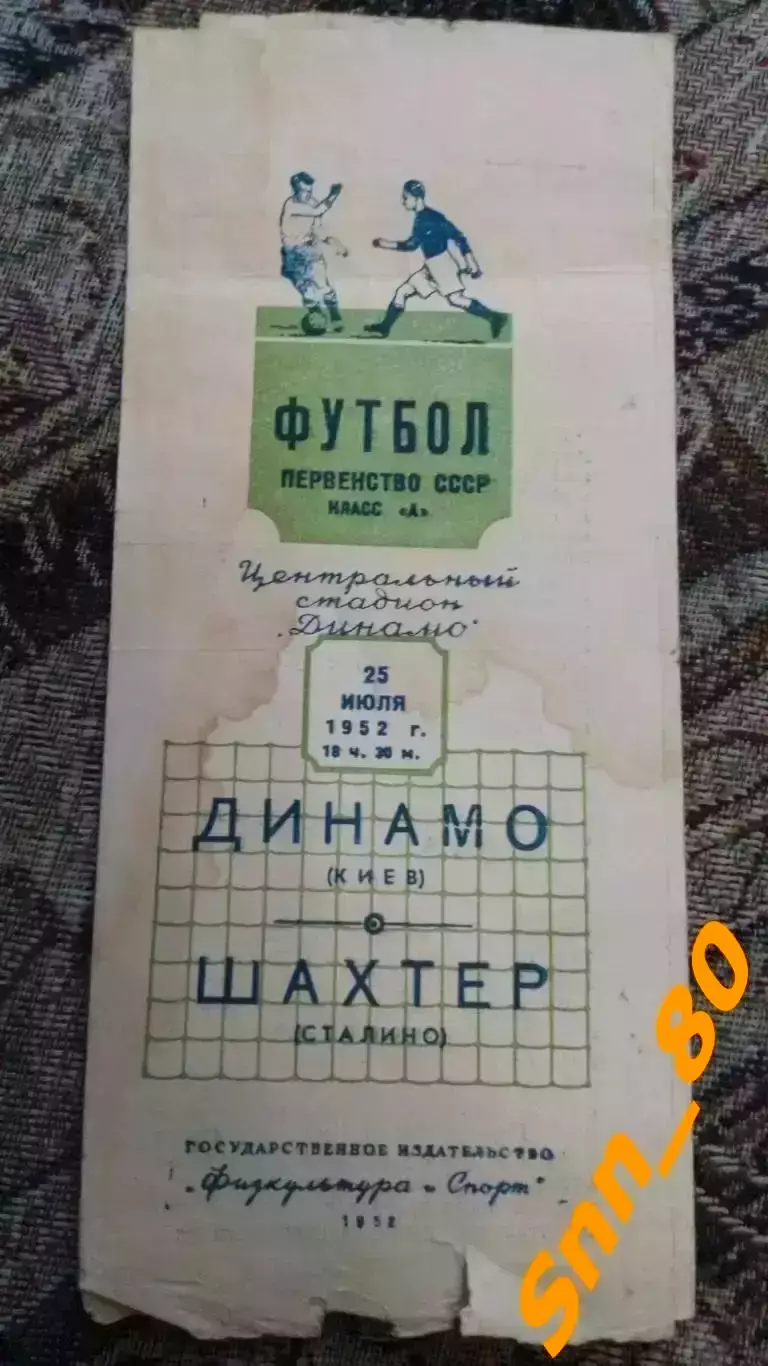 ФУТБОЛ
ПЕРВЕНСТВО СССР
КЛАСС «А»
Центральный
стадион
„Динамо"
25
ИЮЛЯ
1952 г.
18 ч. 30 м.
ДИНАМО
(КИЕВ)
ШАХТЕР
(СТАЛИНО)
ГОСУДАРСТВЕННОЕ ИЗДАТЕЛЬСТВО
„Физкультура и Спорт"
1952
Snn_80